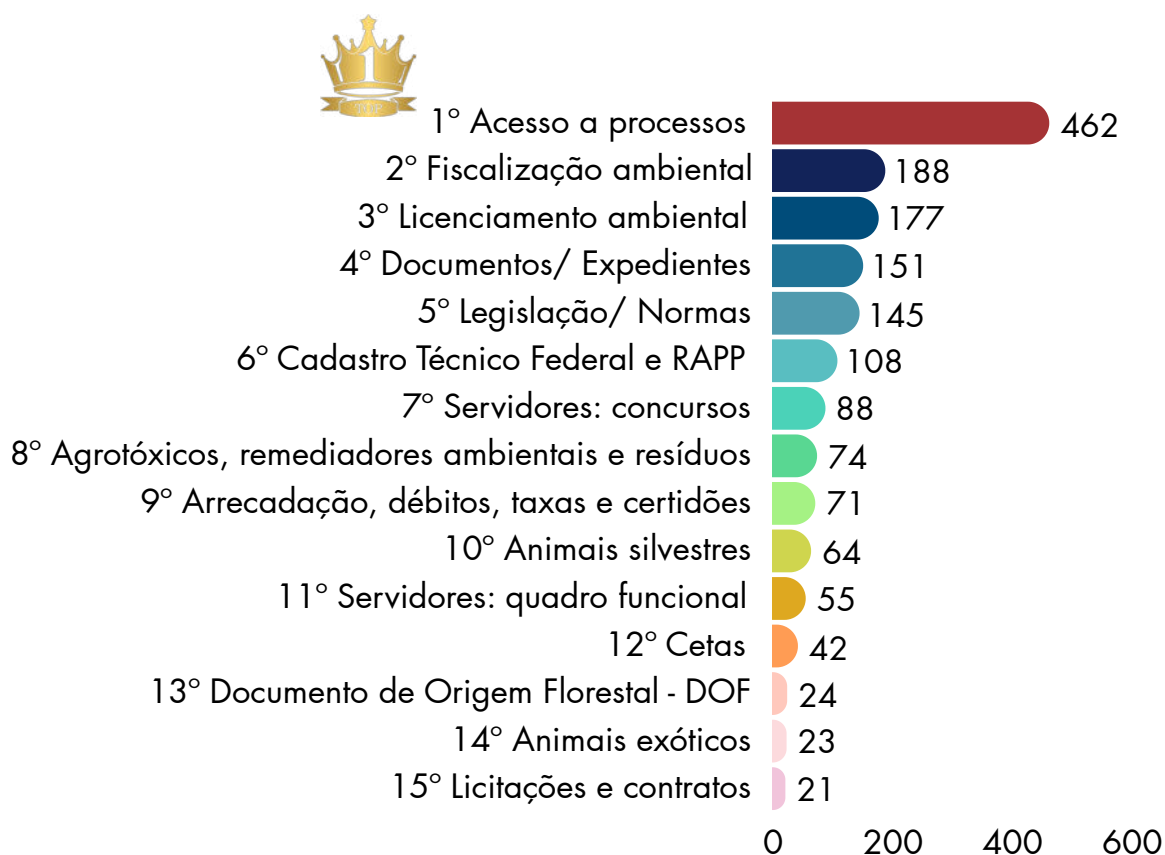 1
1º Acesso a processos 462
2º Fiscalização ambiental 188
3º Licenciamento ambiental 177
4º Documentos/ Expedientes 151
5º Legislação/ Normas 145
6º Cadastro Técnico Federal e RAPP 108
7º Servidores: concursos 88
8º Agrotóxicos, remediadores ambientais e resíduos 74
9º Arrecadação, débitos, taxas e certidões 71
10º Animais silvestres 64
11º Servidores: quadro funcional 55
12º Cetas 42
13º Documento de Origem Florestal - DOF 24
14º Animais exóticos 23
15º Licitações e contratos 21
0 200 400 600